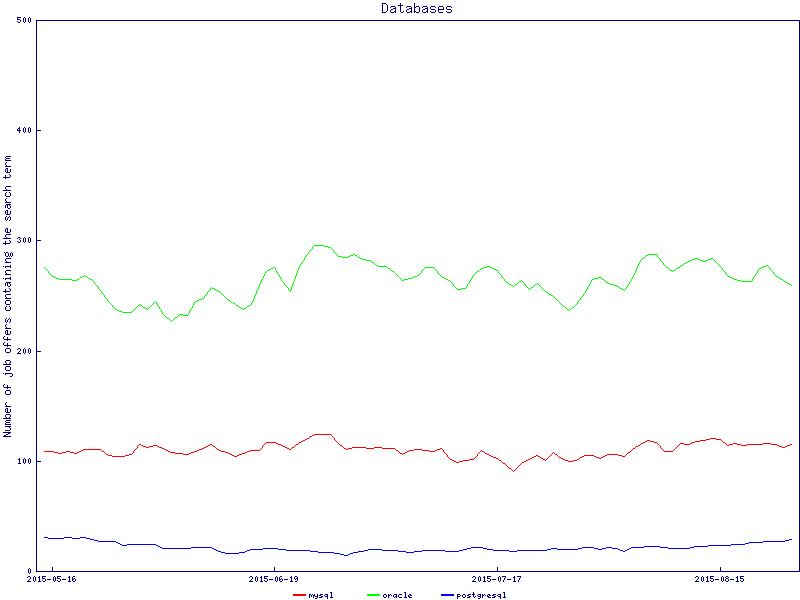 Databases
Number of job offers containing the search term
500
400
300
200
100
0
2015-05-16 2015-06-19 2015-07-17 2015-08-15
mysql oracle postgresql